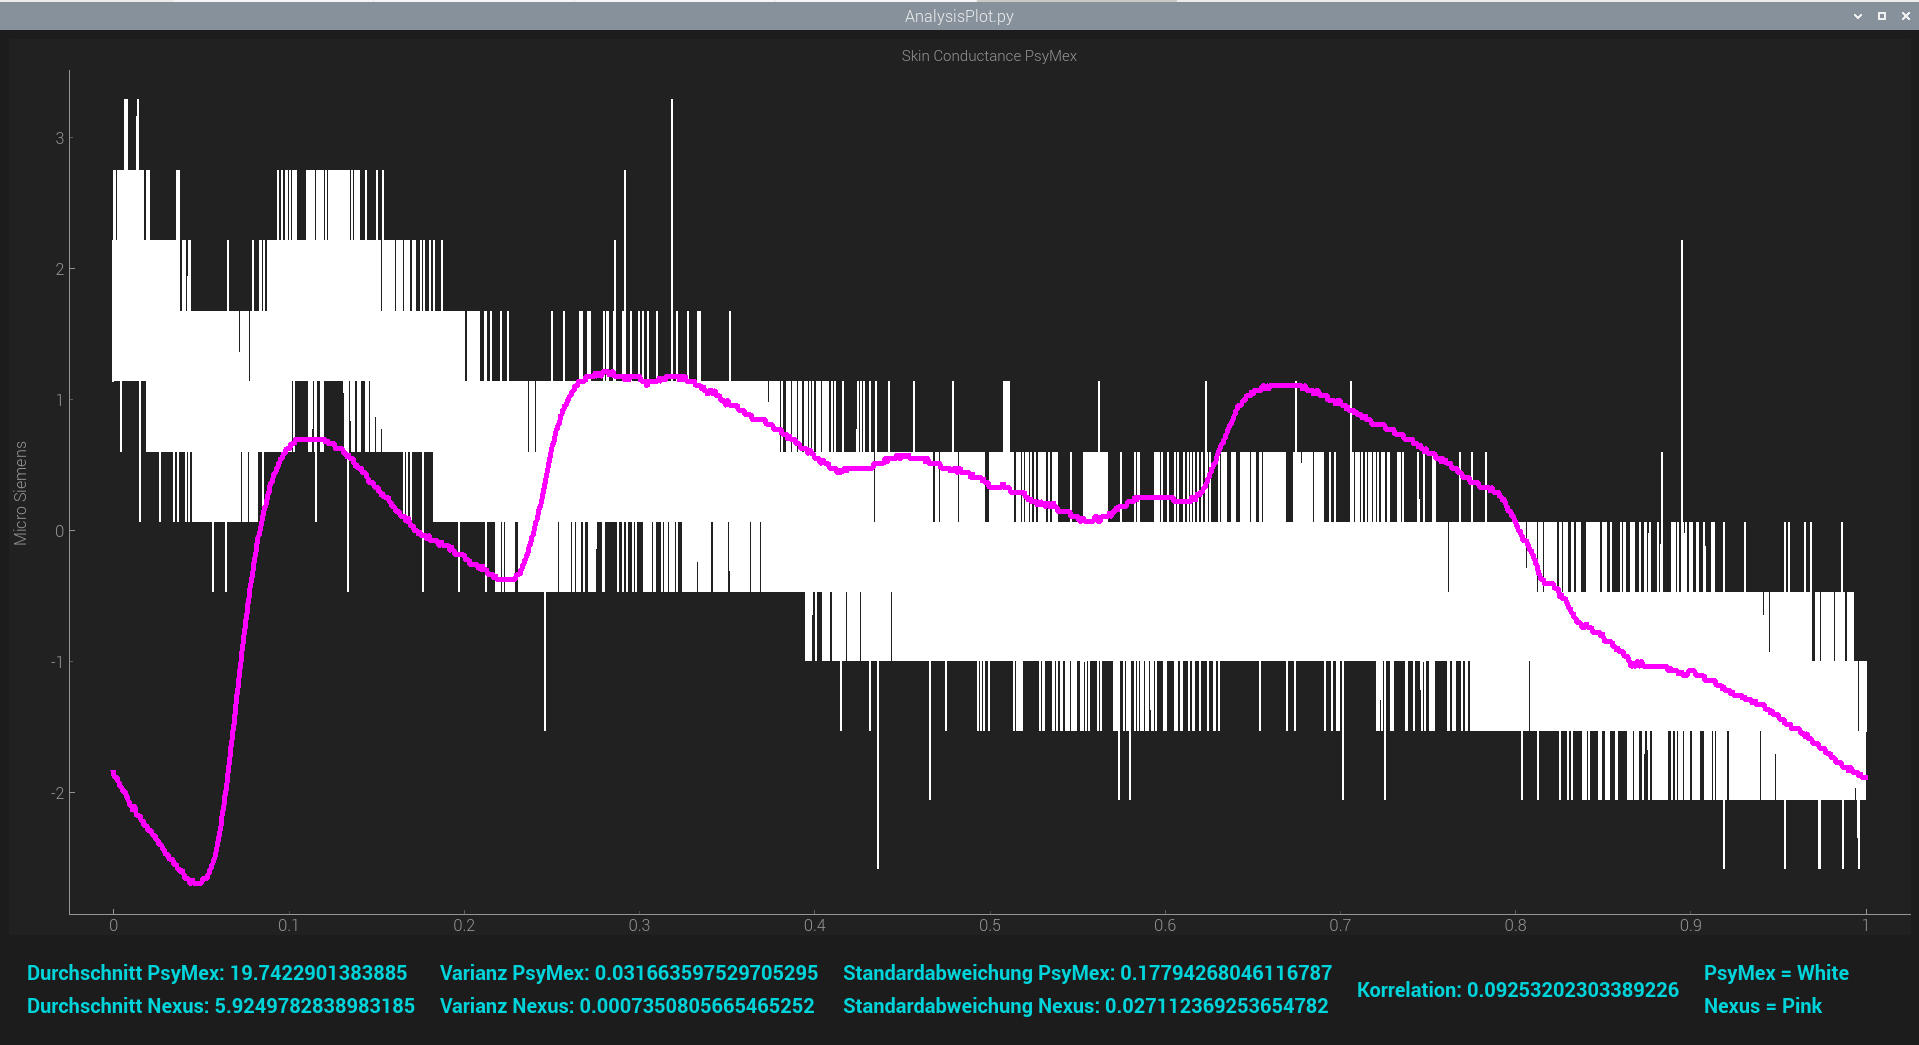 AnalysisPlot.py
Skin Conductance PsyMex
3
2
1
0
-1
-2
Micro Siemens
0 0.1 0.2 0.3 0.4 0.5 0.6 0.7 0.8 0.9 1
Durchschnitt PsyMex: 19.7422901383885 Varianz PsyMex: 0.031663597529705295 Standardabweichung PsyMex: 0.17794268046116787 PsyMex = White
Korrelation: 0.09253202303389226
Durchschnitt Nexus: 5.9249782838983185 Varianz Nexus: 0.0007350805665465252 Standardabweichung Nexus: 0.027112369253654782 Nexus = Pink